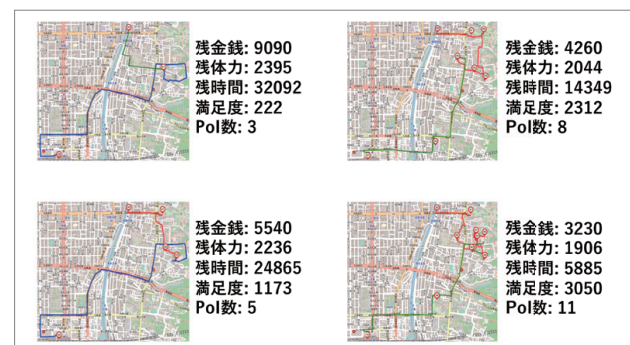 残金銭: 9090
残体力: 2395
残時間: 32092
満足度: 222
PoI数: 3
残金銭: 4260
残体力: 2044
残時間: 14349
満足度: 2312
PoI数: 8
残金銭: 5540
残体力: 2236
残時間: 24865
満足度: 1173
PoI数: 5
残金銭: 3230
残体力: 1906
残時間: 5885
満足度: 3050
PoI数: 11